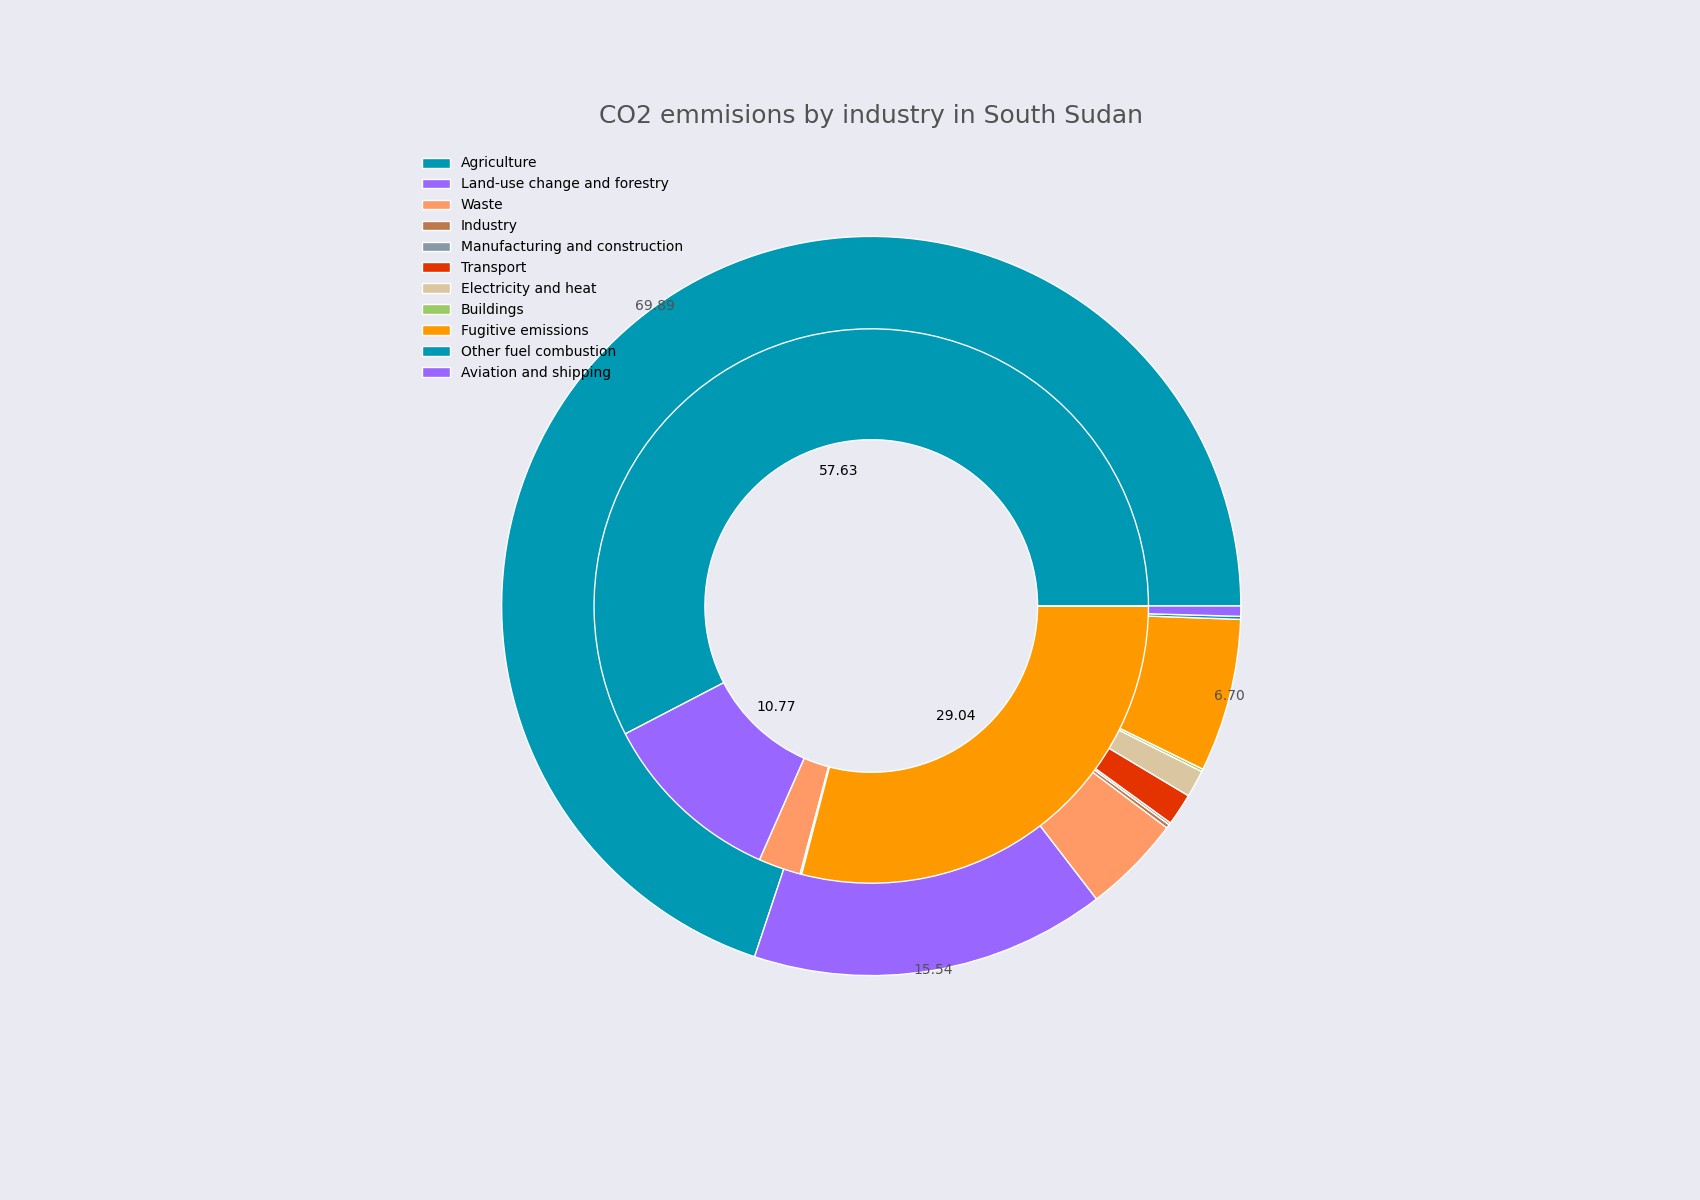 CO2 emmisions by industry in South Sudan
Agriculture
Land-use change and forestry
Waste
Industry
Manufacturing and construction
Transport
Electricity and heat
Buildings
Fugitive emissions
Other fuel combustion
Aviation and shipping
69.89
57.63
10.77
29.04
6.70
15.54